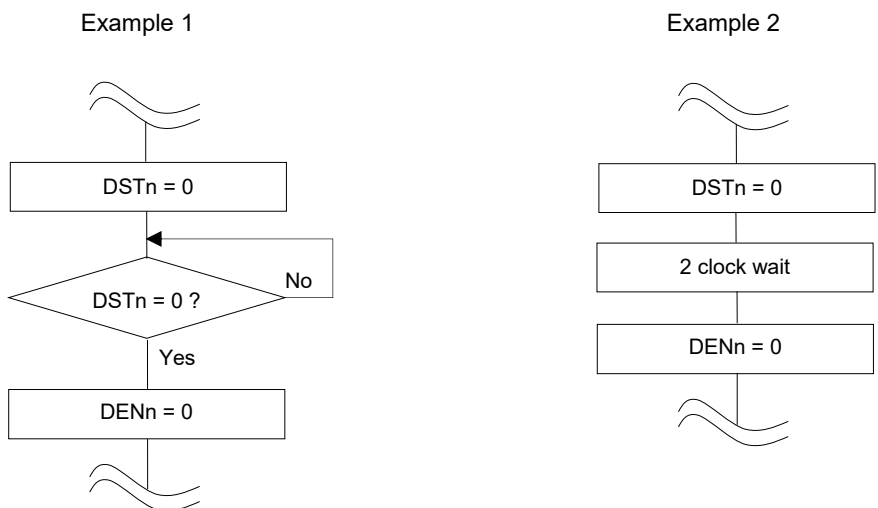 Example 1
DSTn = 0
DSTn = 0 ?
No
Yes
DENn = 0
Example 2
DSTn = 0
2 clock wait
DENn = 0